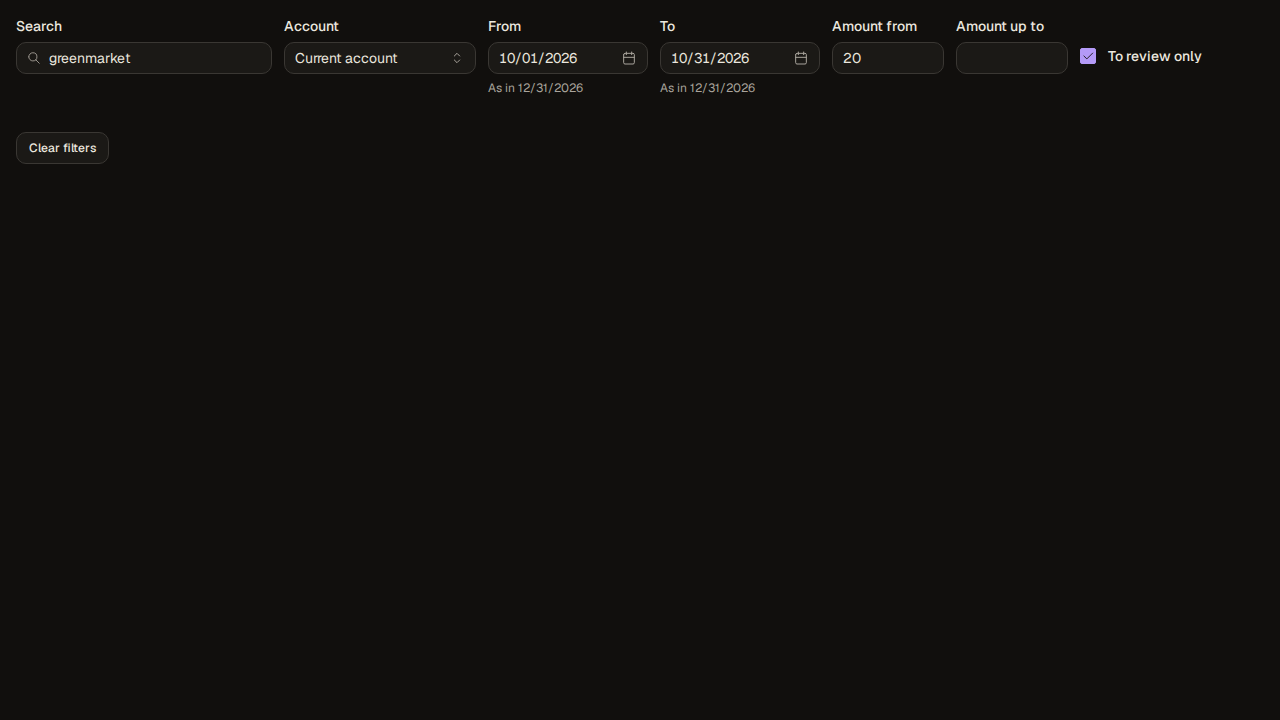 Search
Account
From
To
Amount from
Amount up to
greenmarket
Current account
10/01/2026
10/31/2026
20
To review only
As in 12/31/2026
As in 12/31/2026
Clear filters